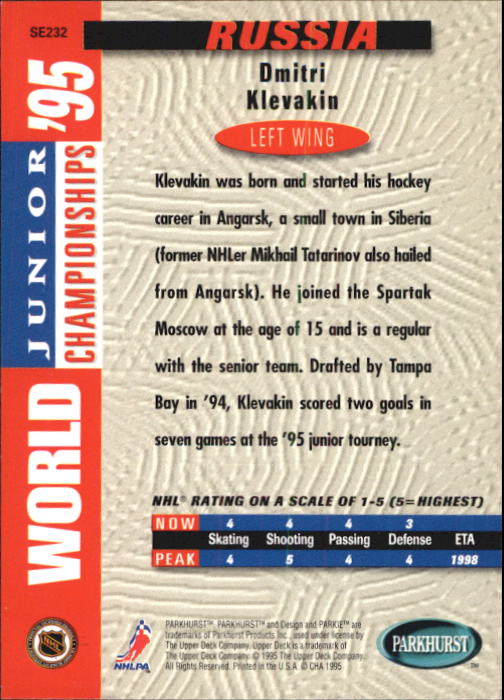 SE232
RUSSIA
Dmitri
Klevakin
LEFT WING
WORLD JUNIOR CHAMPIONSHIPS '95
Klevakin was born and started his hockey
career in Angarsk, a small town in Siberia
(former NHLer Mikhail Tatarinov also hailed
from Angarsk). He joined the Spartak
Moscow at the age of 15 and is a regular
with the senior team. Drafted by Tampa
Bay in '94, Klevakin scored two goals in
seven games at the '95 junior tourney.
NHL® RATING ON A SCALE OF 1-5 (5=HIGHEST)
NOW 4 4 4 3
Skating Shooting Passing Defense ETA
PEAK 4 5 4 4 1998
PARKHURST™ PARKHURST™ and Design and PARKIE™ are
trademarks of Parkhurst Products Inc., used under license by
The Upper Deck Company. Upper Deck is a trademark of
The Upper Deck Company. © 1995 The Upper Deck Company.
All Rights Reserved. Printed in the U.S.A. © CHA 1995
NHL
NHLPA
PARKHURST
TM